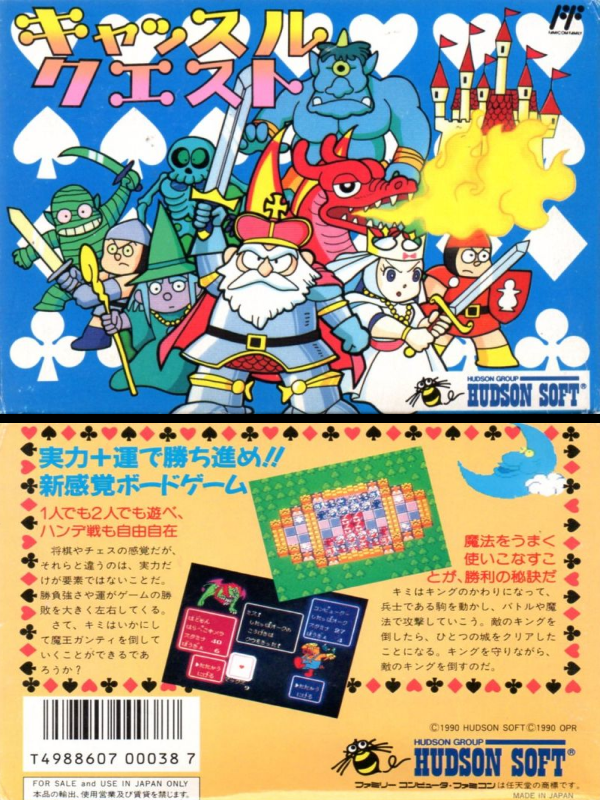 キャッスル
クエスト
FF
FAMICOM FAMILY
HUDSON GROUP
HUDSON SOFT®
実力+運で勝ち進め!!
新感覚ボードゲーム
1人でも2人でも遊べ、
ハンデ戦も自由自在
将棋やチェスの感覚だが、
それらと違うのは、実力だ
けが要素ではないことだ。
勝負強さや運がゲームの勝
敗を大きく左右してくる。
さて、キミはいかにし
て魔王ガンティを倒して
いくことができるであ
ろうか?
魔法をうまく
使いこなすこ
とが、勝利の秘訣だ
キミはキングのかわりになって、
兵士である駒を動かし、バトルや魔
法で攻撃していこう。敵のキング
を倒したら、ひとつの城をクリアした
ことになる。キングを守りながら、
敵のキングを倒すのだ。
T4988607 00038 7
FOR SALE and USE IN JAPAN ONLY
本品の輸出、使用営業及び賃貸を禁じます。
©1990 HUDSON SOFT ©1990 OPR
HUDSON GROUP
HUDSON SOFT®
ファミリーコンピュータ・ファミコンは任天堂の商標です。
MADE IN JAPAN